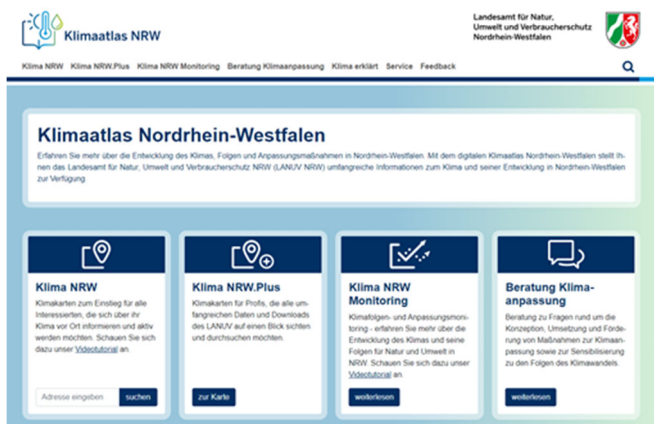 Klimaatlas NRW
Landesamt für Natur,
Umwelt und Verbraucherschutz
Nordrhein-Westfalen
Klima NRW Klima NRW.Plus Klima NRW Monitoring Beratung Klimaanpassung Klima erklärt Service Feedback
Klimaatlas Nordrhein-Westfalen
Erfahren Sie mehr über die Entwicklung des Klimas, Folgen und Anpassungsmaßnahmen in Nordrhein-Westfalen. Mit dem digitalen Klimaatlas Nordrhein-Westfalen stellt Ih-
nen das Landesamt für Natur, Umwelt und Verbraucherschutz NRW (LANUV NRW) umfangreiche Informationen zum Klima und seiner Entwicklung in Nordrhein-Westfalen
zur Verfügung.
Klima NRW
Klimakarten zum Einstieg für alle
Interessierten, die sich über ihr
Klima vor Ort informieren und aktiv
werden möchten. Schauen Sie sich
dazu unser Videotutorial an.
Adresse eingeben suchen
Klima NRW.Plus
Klimakarten für Profis, die alle um-
fangreichen Daten und Downloads
des LANUV auf einen Blick sichten
und durchsuchen möchten.
zur Karte
Klima NRW
Monitoring
Klimafolgen- und Anpassungsmoni-
toring - erfahren Sie mehr über die
Entwicklung des Klimas und seine
Folgen für Natur und Umwelt in
NRW. Schauen Sie sich dazu unser
Videotutorial an.
weiterlesen
Beratung Klima-
anpassung
Beratung zu Fragen rund um die
Konzeption, Umsetzung und Förde-
rung von Maßnahmen zur Klimaan-
passung sowie zur Sensibilisierung
zu den Folgen des Klimawandels.
weiterlesen